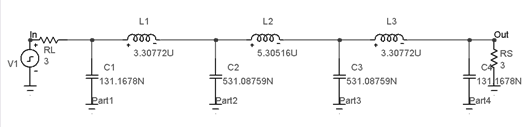 L1
L2
L3
In
Out
RL
3
3.30772U
5.30516U
3.30772U
RS
3
V1
C1
131.1678N
C2
531.08759N
C3
531.08759N
C4
131.1678N
Part1
Part2
Part3
Part4